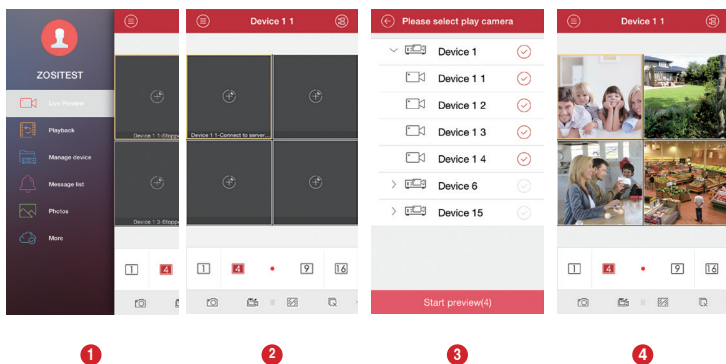 ZOSITEST
Live Preview
Playback
Manage device
Message list
Photos
More
Device 1 1-Stoppe
Device 1 3-Stoppe
1
4
1
Device 1 1
Device 1 1-Connect to server...
1
4
9
16
2
Please select play camera
Device 1
Device 1 1
Device 1 2
Device 1 3
Device 1 4
Device 6
Device 15
Start preview(4)
3
Device 1 1
1
4
9
16
4